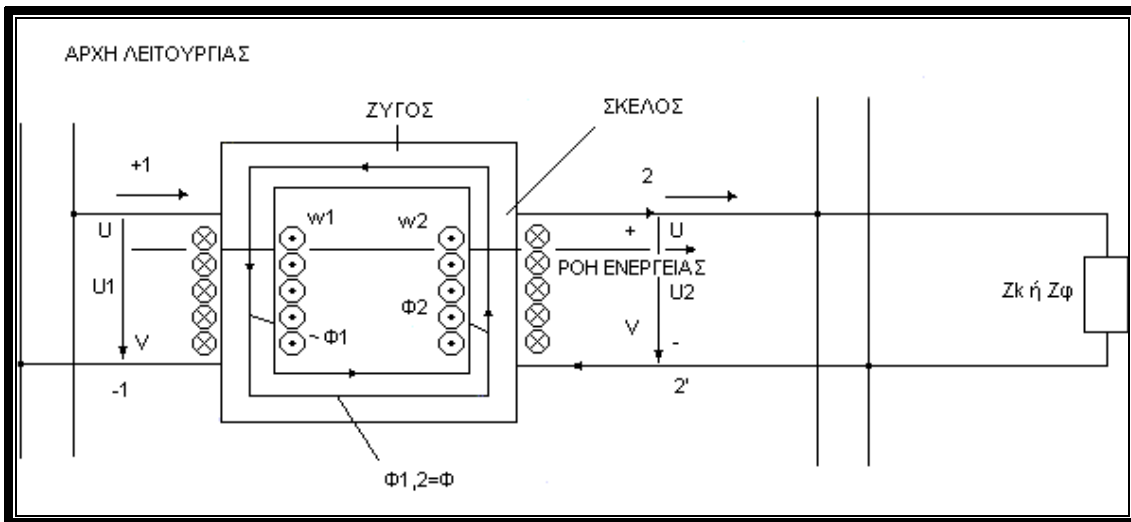 ΑΡΧΗ ΛΕΙΤΟΥΡΓΙΑΣ
ΖΥΓΟΣ
ΣΚΕΛΟΣ
+1
2
w1
w2
U
+
U
ΡΟΗ ΕΝΕΡΓΕΙΑΣ
U1
U2
Zk ή Zφ
Φ2
~Φ1
V
V
-
-1
2'
Φ1,2=Φ